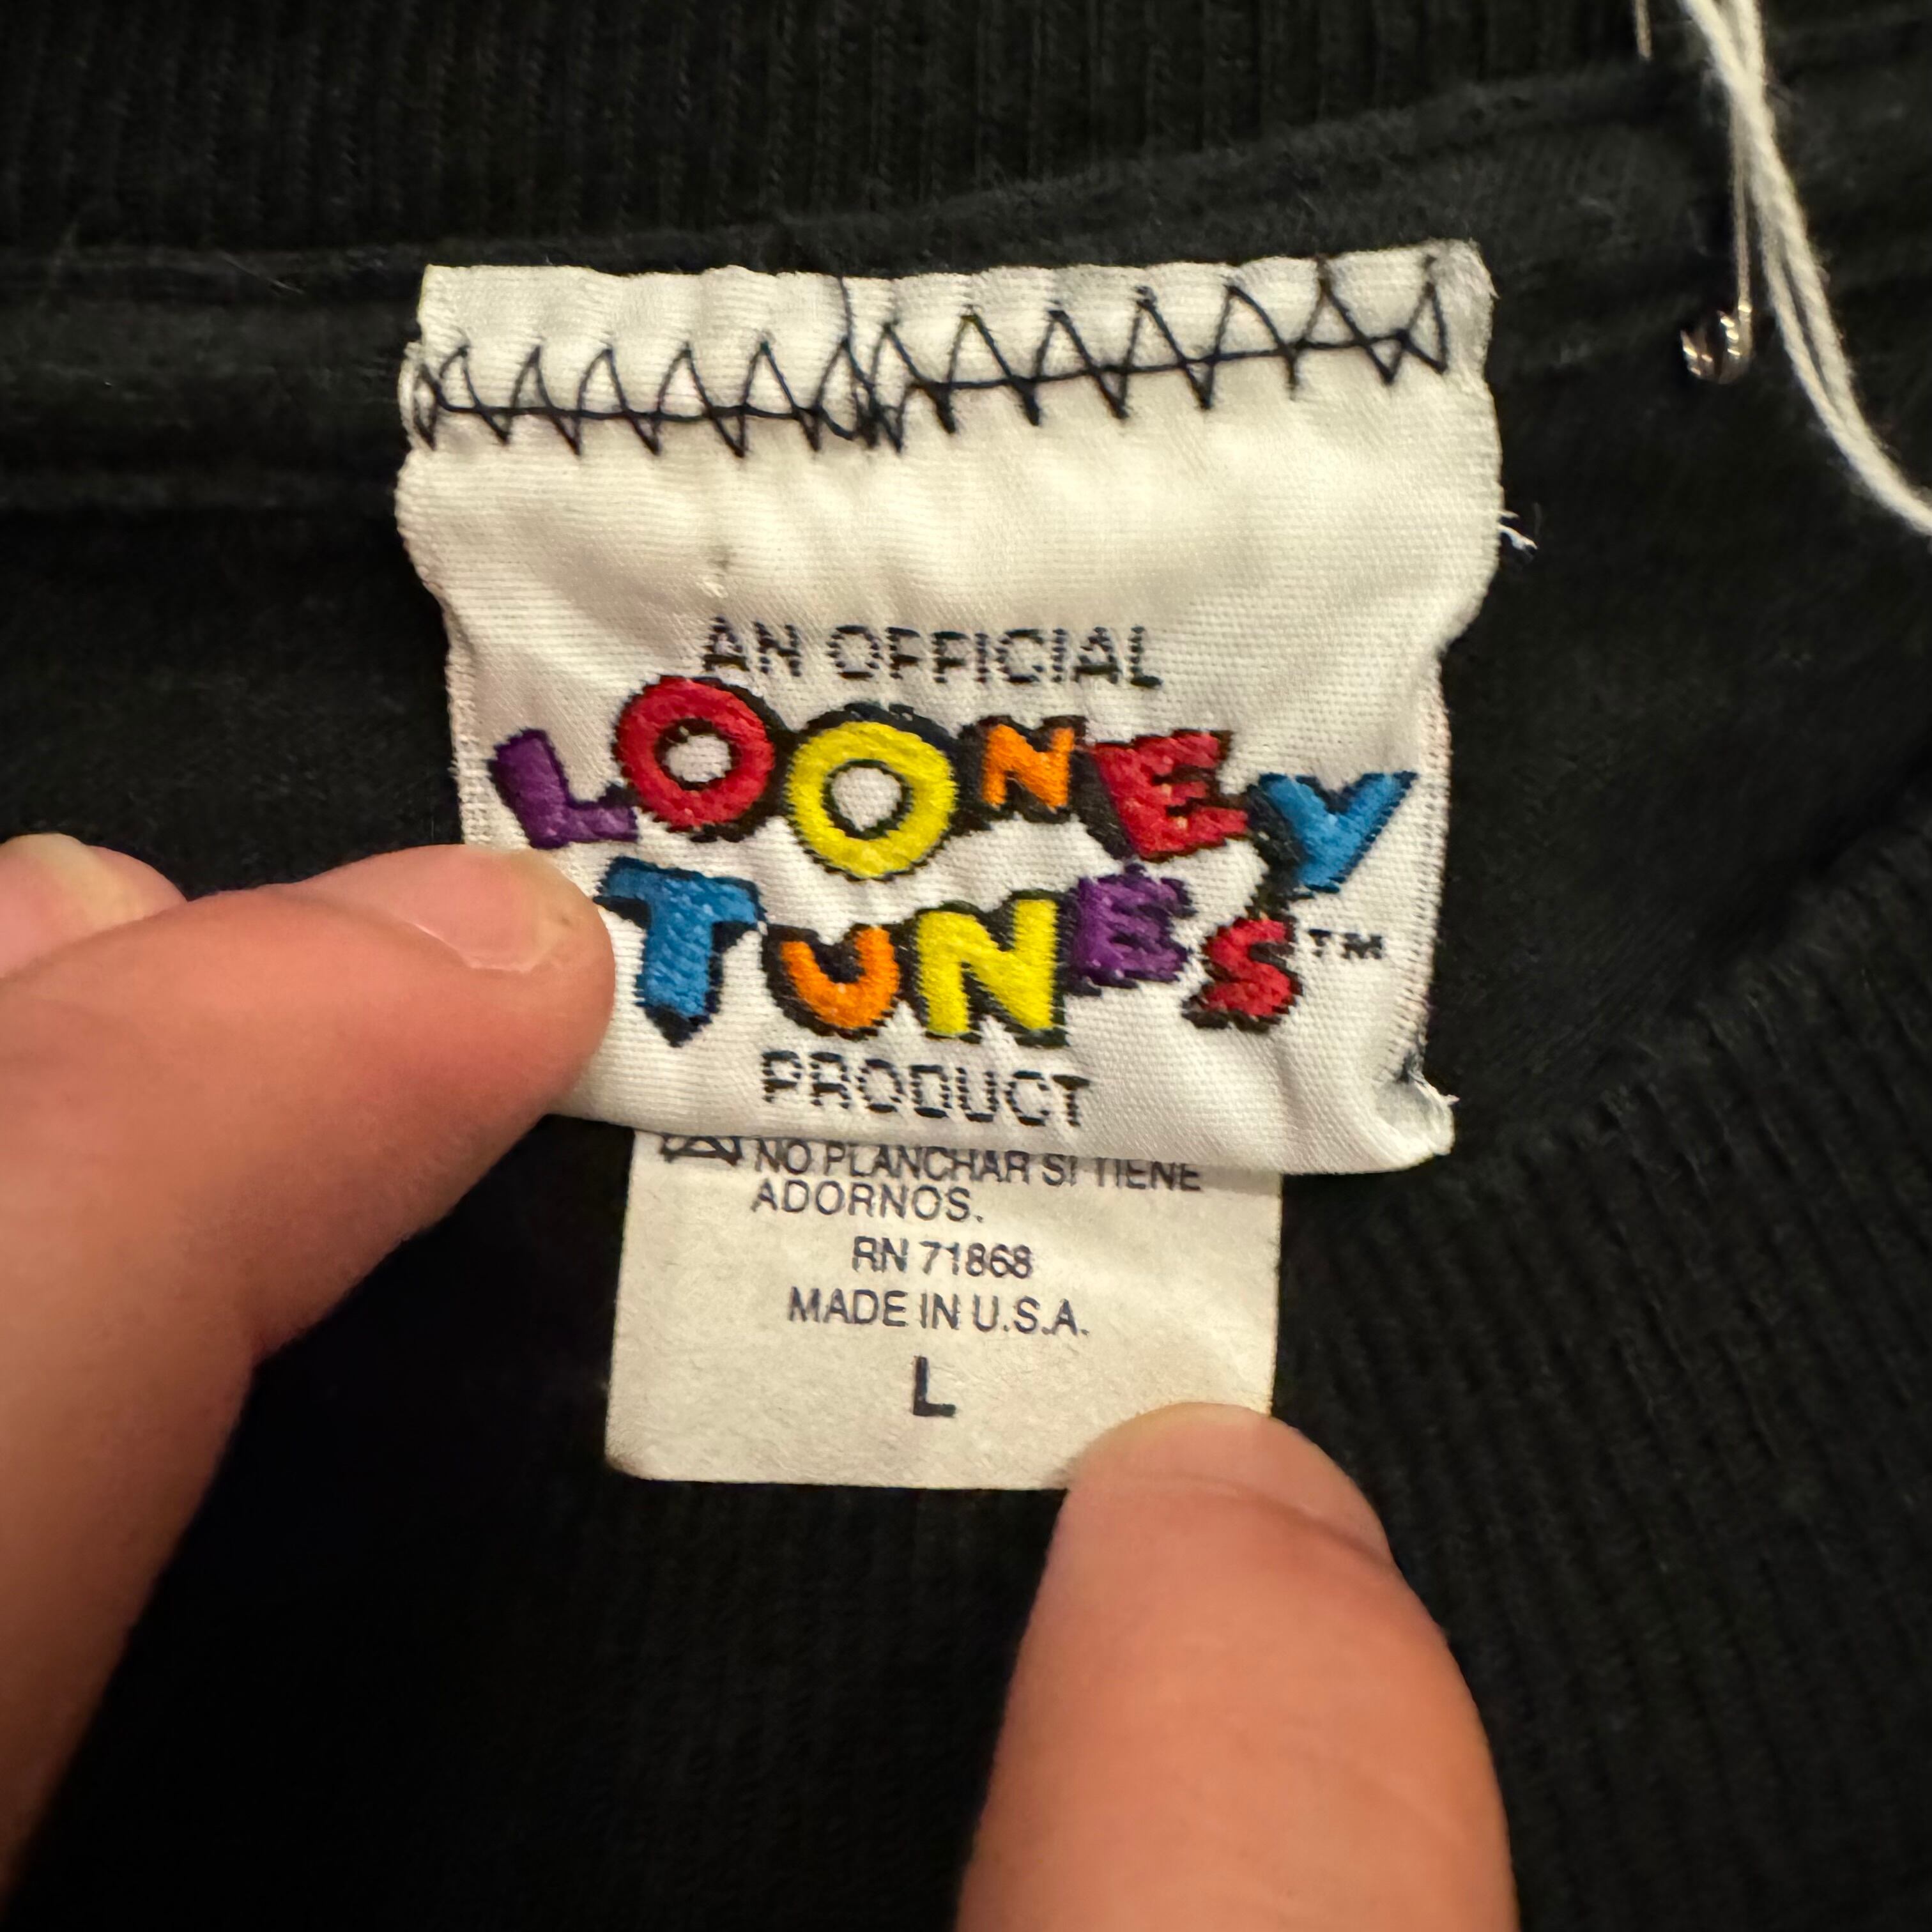 AN OFFICIAL
LOONEY
TUNES™
PRODUCT
NO PLANCHAR SI TIENE
ADORNOS.
RN 71868
MADE IN U.S.A.
L